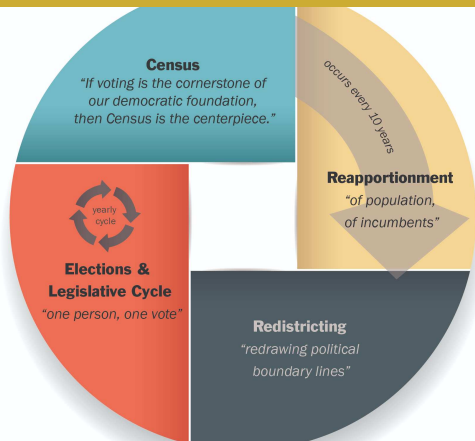 Census
“If voting is the cornerstone of
our democratic foundation,
then Census is the centerpiece.”
occurs every 10 years
Reapportionment
“of population,
of incumbents”
Redistricting
“redrawing political
boundary lines”
yearly
cycle
Elections &
Legislative Cycle
“one person, one vote”